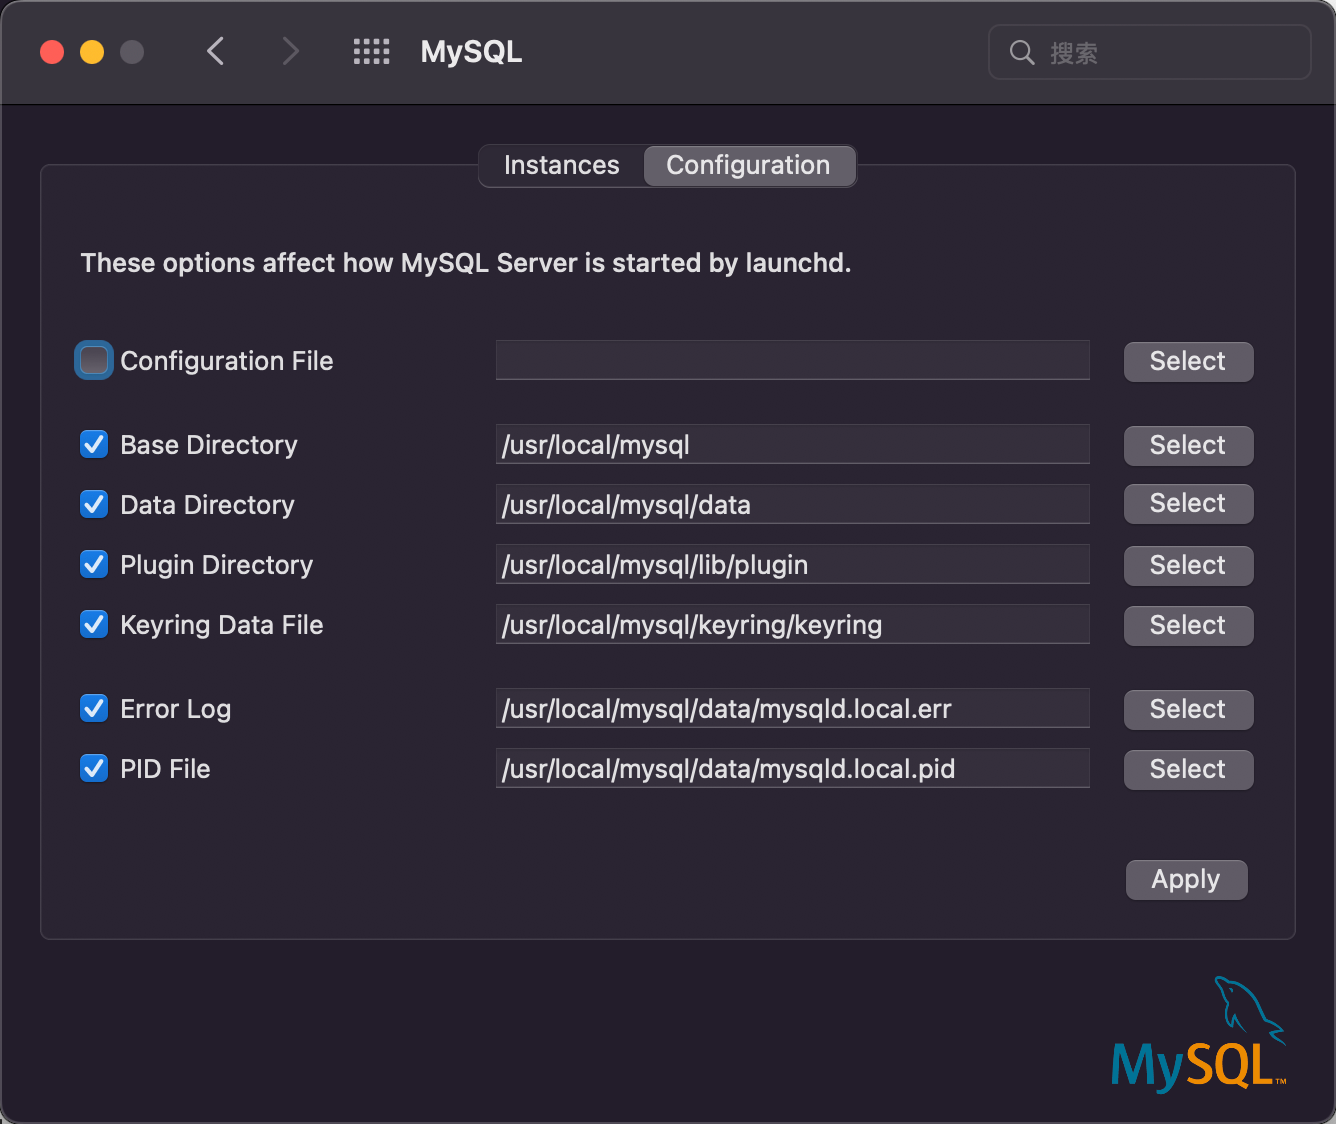 MySQL
搜索
Instances
Configuration
These options affect how MySQL Server is started by launchd.
Configuration File
Select
Base Directory
/usr/local/mysql
Select
Data Directory
/usr/local/mysql/data
Select
Plugin Directory
/usr/local/mysql/lib/plugin
Select
Keyring Data File
/usr/local/mysql/keyring/keyring
Select
Error Log
/usr/local/mysql/data/mysqld.local.err
Select
PID File
/usr/local/mysql/data/mysqld.local.pid
Select
Apply
MySQL™